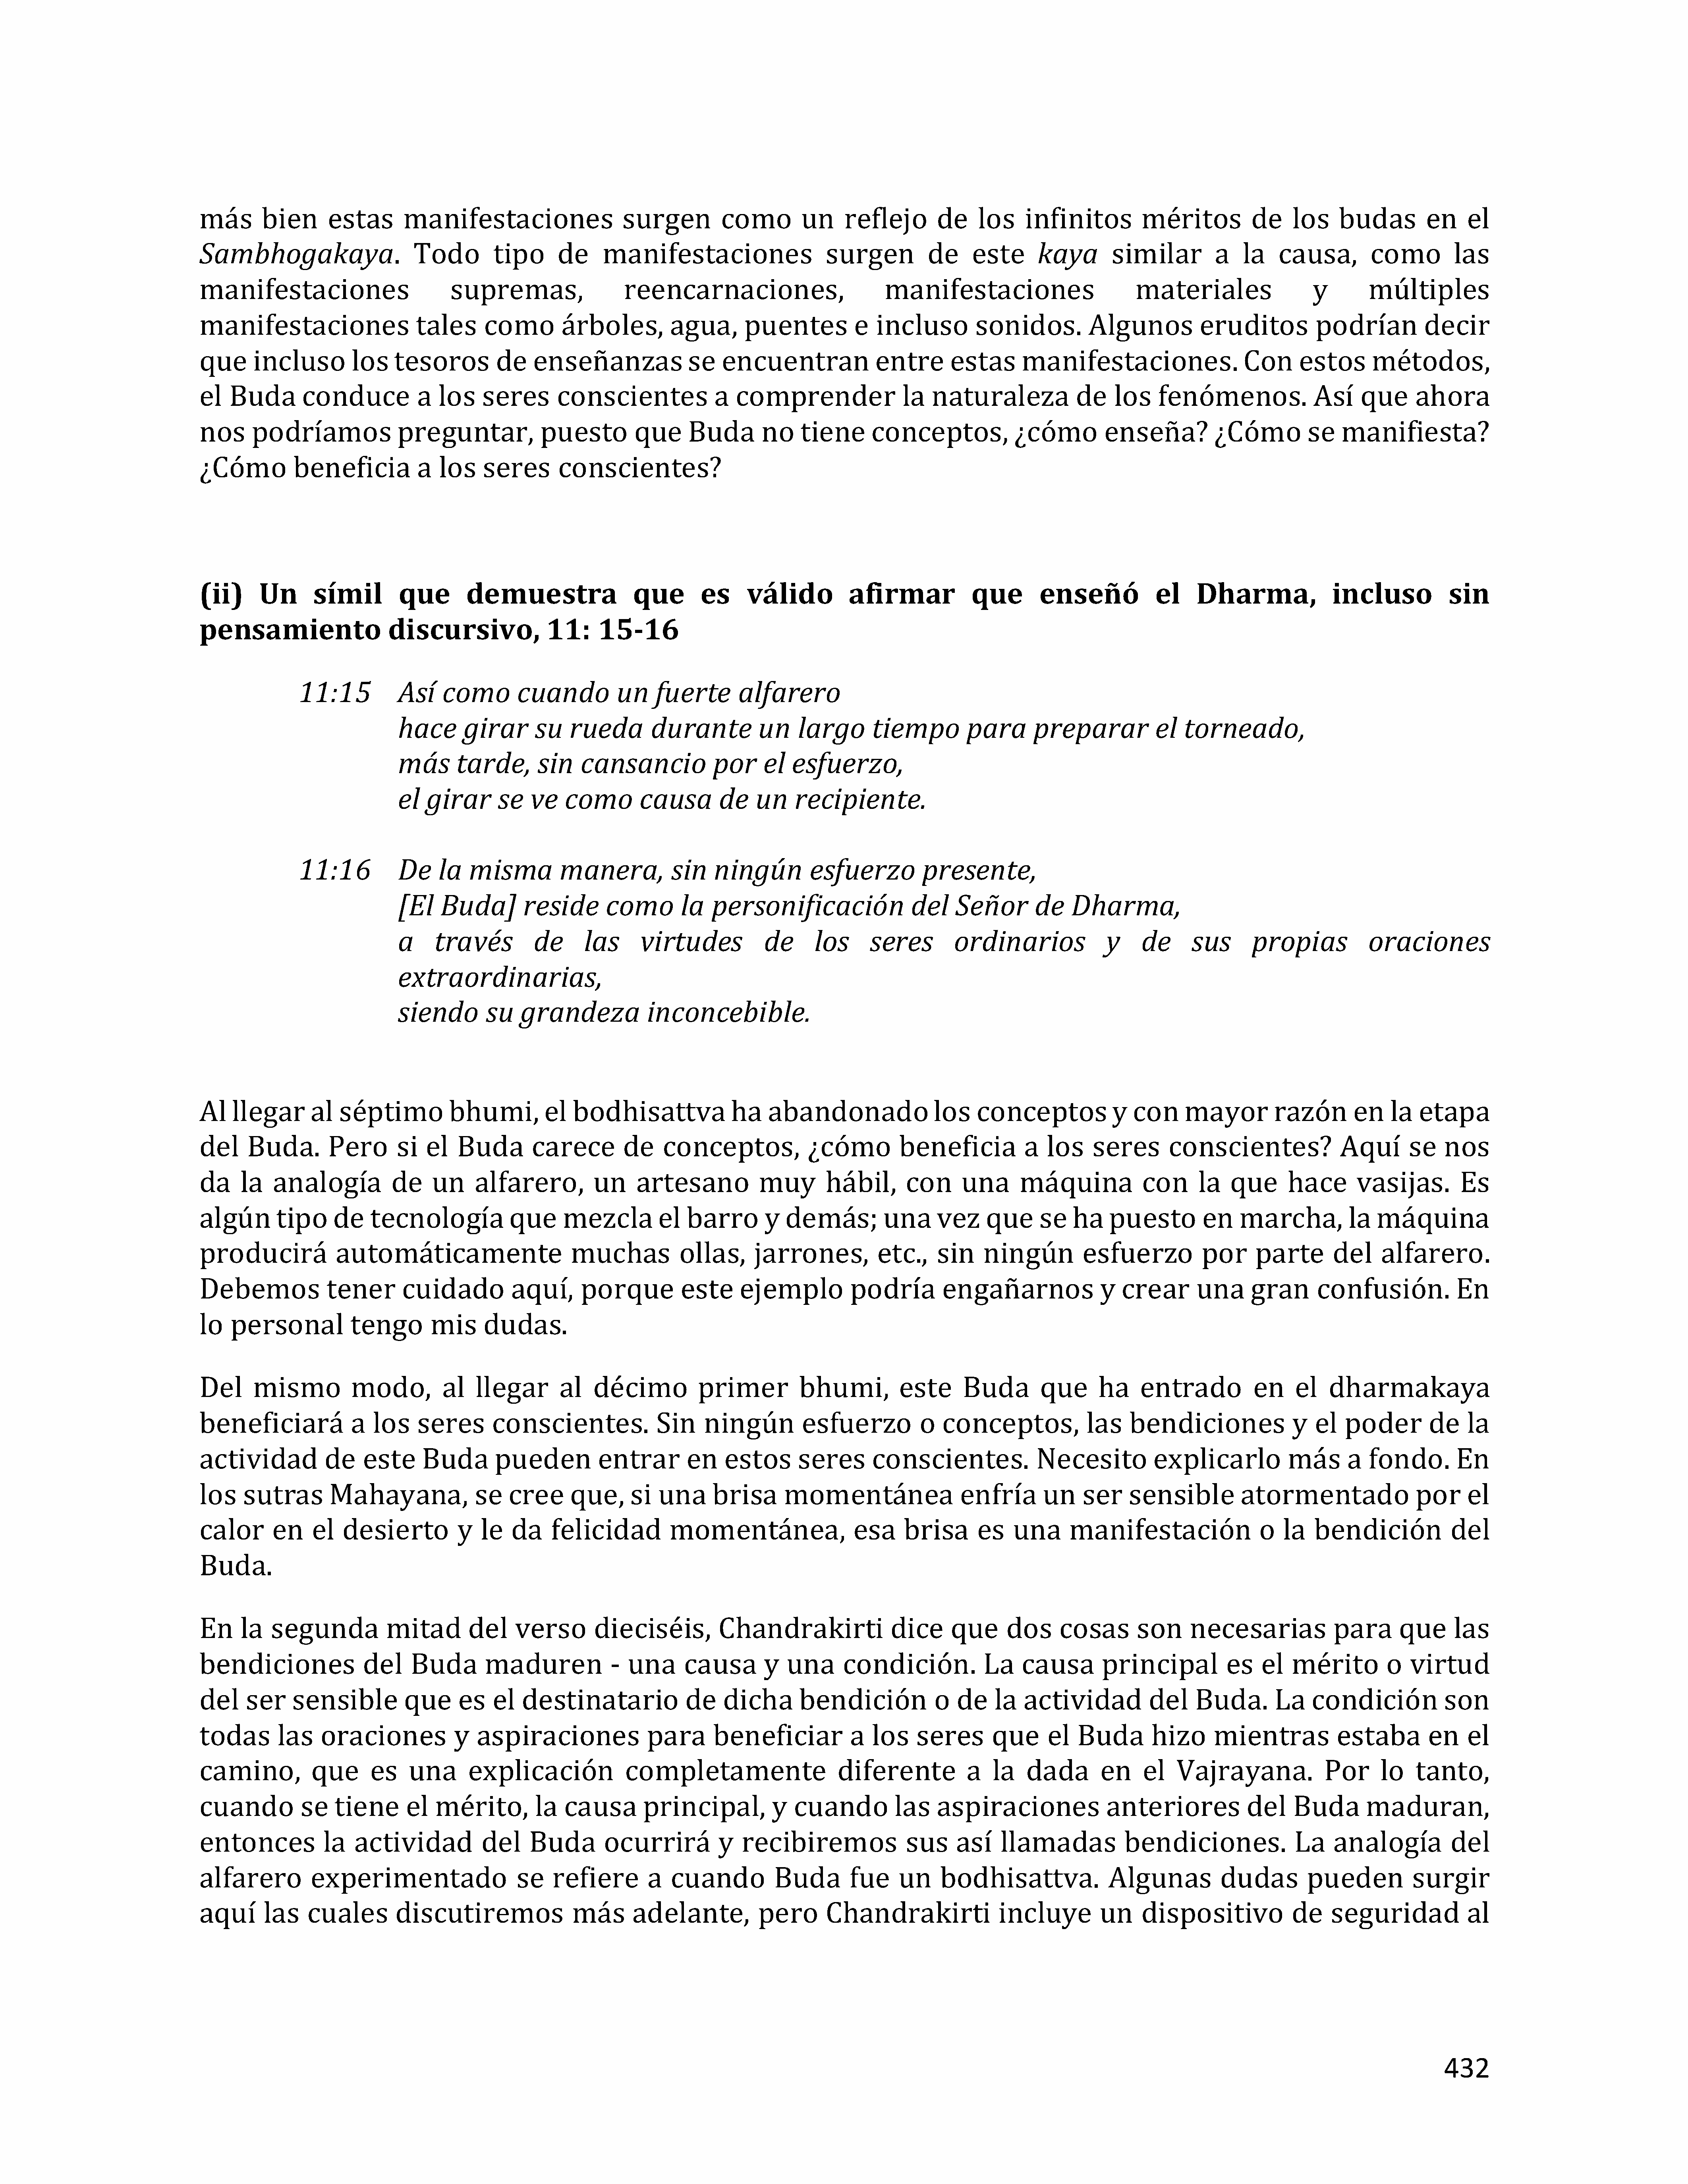 más bien estas manifestaciones surgen como un reflejo de los infinitos méritos de los budas en el
Sambhogakaya. Todo tipo de manifestaciones surgen de este kaya similar a la causa, como las
manifestaciones supremas, reencarnaciones, manifestaciones materiales y múltiples
manifestaciones tales como árboles, agua, puentes e incluso sonidos. Algunos eruditos podrían decir
que incluso los tesoros de enseñanzas se encuentran entre estas manifestaciones. Con estos métodos,
el Buda conduce a los seres conscientes a comprender la naturaleza de los fenómenos. Así que ahora
nos podríamos preguntar, puesto que Buda no tiene conceptos, ¿cómo enseña? ¿Cómo se manifiesta?
¿Cómo beneficia a los seres conscientes?
(ii) Un símil que demuestra que es válido afirmar que enseñó el Dharma, incluso sin
pensamiento discursivo, 11: 15-16
11:15 Así como cuando un fuerte alfarero
hace girar su rueda durante un largo tiempo para preparar el torneado,
más tarde, sin cansancio por el esfuerzo,
el girar se ve como causa de un recipiente.
11:16 De la misma manera, sin ningún esfuerzo presente,
[El Buda] reside como la personificación del Señor de Dharma,
a través de las virtudes de los seres ordinarios y de sus propias oraciones
extraordinarias,
siendo su grandeza inconcebible.
Al llegar al séptimo bhumi, el bodhisattva ha abandonado los conceptos y con mayor razón en la etapa
del Buda. Pero si el Buda carece de conceptos, ¿cómo beneficia a los seres conscientes? Aquí se nos
da la analogía de un alfarero, un artesano muy hábil, con una máquina con la que hace vasijas. Es
algún tipo de tecnología que mezcla el barro y demás; una vez que se ha puesto en marcha, la máquina
producirá automáticamente muchas ollas, jarrones, etc., sin ningún esfuerzo por parte del alfarero.
Debemos tener cuidado aquí, porque este ejemplo podría engañarnos y crear una gran confusión. En
lo personal tengo mis dudas.
Del mismo modo, al llegar al décimo primer bhumi, este Buda que ha entrado en el dharmakaya
beneficiará a los seres conscientes. Sin ningún esfuerzo o conceptos, las bendiciones y el poder de la
actividad de este Buda pueden entrar en estos seres conscientes. Necesito explicarlo más a fondo. En
los sutras Mahayana, se cree que, si una brisa momentánea enfría un ser sensible atormentado por el
calor en el desierto y le da felicidad momentánea, esa brisa es una manifestación o la bendición del
Buda.
En la segunda mitad del verso dieciséis, Chandrakirti dice que dos cosas son necesarias para que las
bendiciones del Buda maduren - una causa y una condición. La causa principal es el mérito o virtud
del ser sensible que es el destinatario de dicha bendición o de la actividad del Buda. La condición son
todas las oraciones y aspiraciones para beneficiar a los seres que el Buda hizo mientras estaba en el
camino, que es una explicación completamente diferente a la dada en el Vajrayana. Por lo tanto,
cuando se tiene el mérito, la causa principal, y cuando las aspiraciones anteriores del Buda maduran,
entonces la actividad del Buda ocurrirá y recibiremos sus así llamadas bendiciones. La analogía del
alfarero experimentado se refiere a cuando Buda fue un bodhisattva. Algunas dudas pueden surgir
aquí las cuales discutiremos más adelante, pero Chandrakirti incluye un dispositivo de seguridad al
432